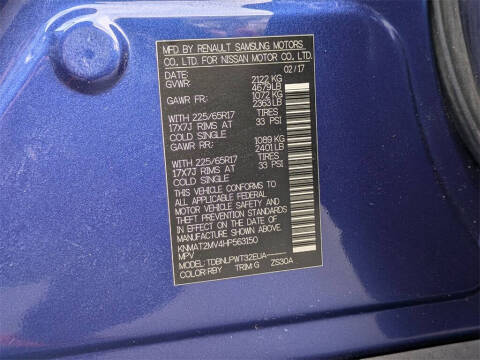 MFD BY RENAULT SAMSUNG MOTORS
CO. LTD. FOR NISSAN MOTOR CO. LTD.
DATE: 02/17
GVWR: 2122 KG
4679LB
GAWR FR: 1072 KG
2363 LB
WITH 225/65R17 TIRES
17X7J RIMS AT 33 PSI
COLD SINGLE
GAWR RR: 1089 KG
2401 LB
WITH 225/65R17 TIRES
17X7J RIMS AT 33 PSI
COLD SINGLE
THIS VEHICLE CONFORMS TO
ALL APPLICABLE FEDERAL
MOTOR VEHICLE SAFETY AND
THEFT PREVENTION STANDARDS
IN EFFECT ON THE DATE OF
MANUFACTURE SHOWN ABOVE.
KNMAT2MV4HP563150
MPV
MODEL: TDBNLPWT32EUA
COLOR:RBY TRIM:G ZS30A